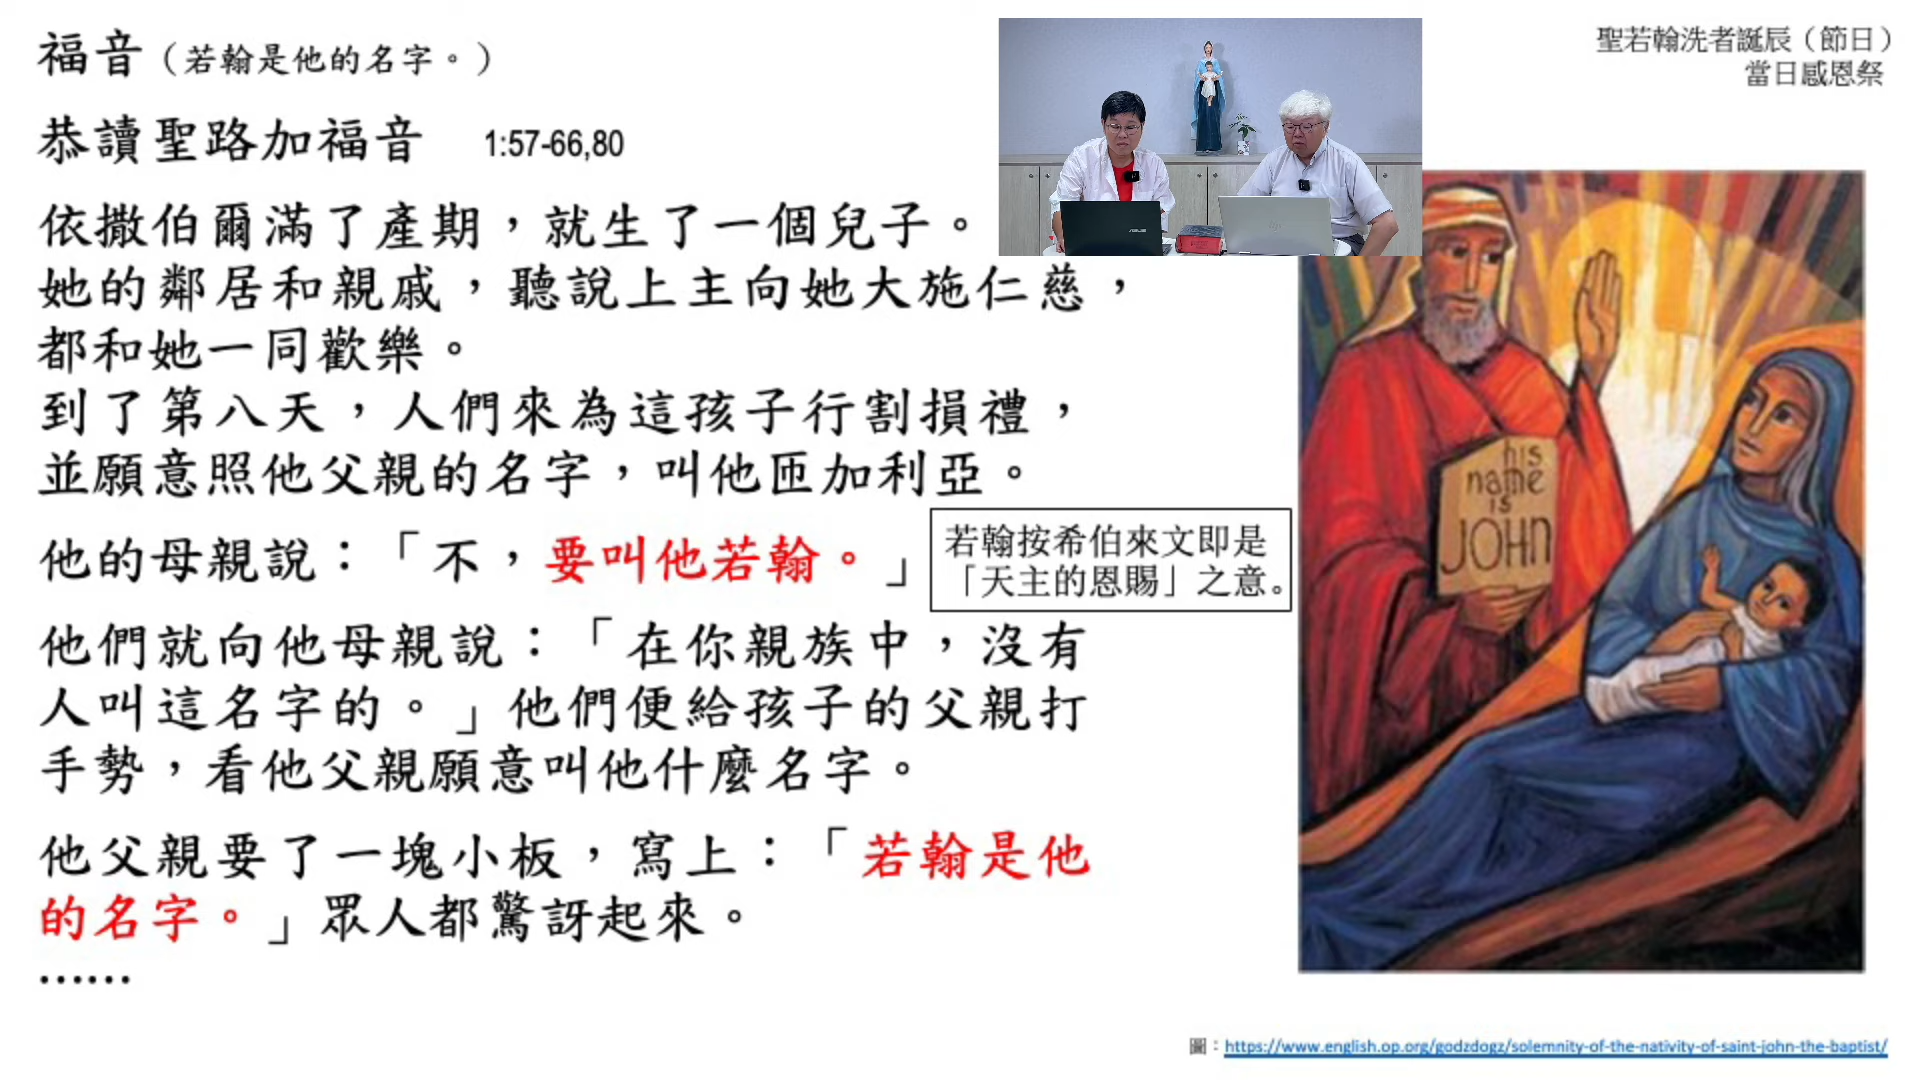 福音（若翰是他的名字。）
聖若翰洗者誕辰（節日）
當日感恩祭
恭讀聖路加福音 1:57-66,80
依撒伯爾滿了產期，就生了一個兒子。
她的鄰居和親戚，聽說上主向她大施仁慈，
都和她一同歡樂。
到了第八天，人們來為這孩子行割損禮，
並願意照他父親的名字，叫他匝加利亞。
他的母親說：「不，要叫他若翰。」
若翰按希伯來文即是
「天主的恩賜」之意。
他們就向他母親說：「在你親族中，沒有
人叫這名字的。」他們便給孩子的父親打
手勢，看他父親願意叫他什麼名字。
他父親要了一塊小板，寫上：「若翰是他
的名字。」眾人都驚訝起來。
……
his
name
is
JOHN
圖：https://www.english.op.org/godzdogz/solemnity-of-the-nativity-of-saint-john-the-baptist/